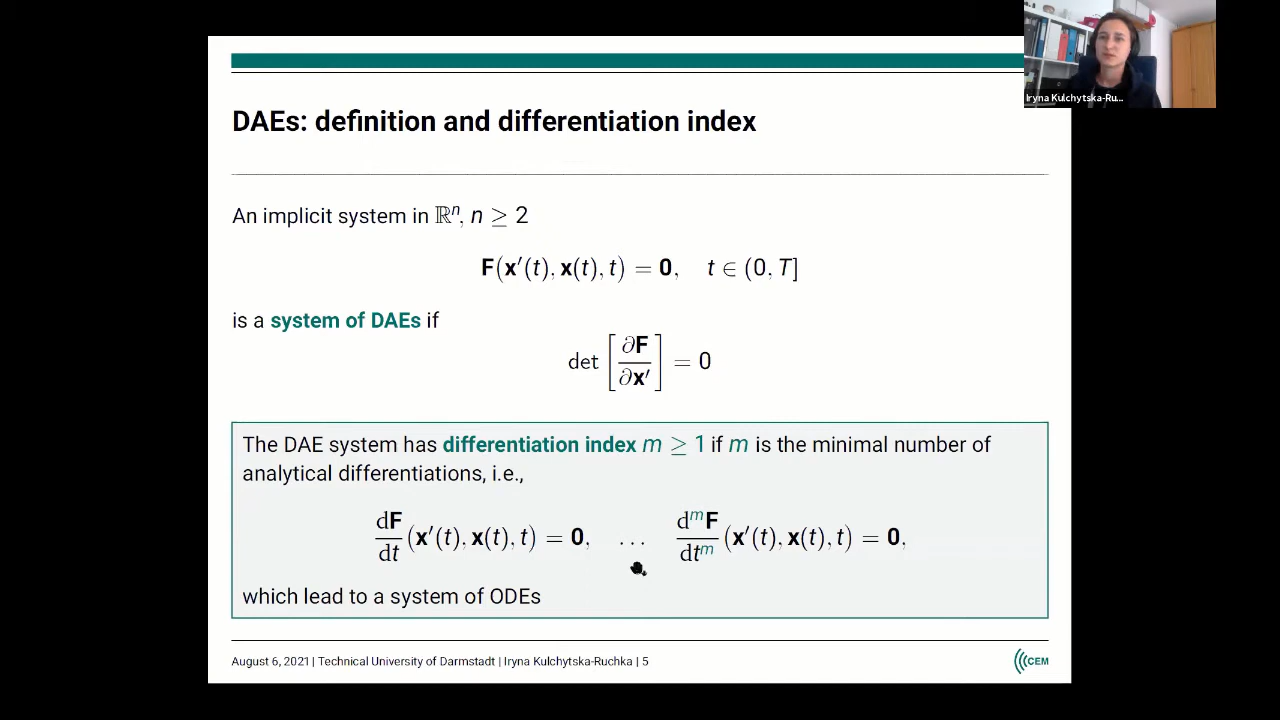 Iryna Kulchytska-Ru...
DAEs: definition and differentiation index
An implicit system in ℝⁿ, n ≥ 2
F(x′(t), x(t), t) = 0, t ∈ (0, T]
is a system of DAEs if
det [∂F/∂x′] = 0
The DAE system has differentiation index m ≥ 1 if m is the minimal number of
analytical differentiations, i.e.,
dF/dt (x′(t), x(t), t) = 0, … dᵐF/dtᵐ (x′(t), x(t), t) = 0,
which lead to a system of ODEs
August 6, 2021 | Technical University of Darmstadt | Iryna Kulchytska-Ruchka | 5
CEM